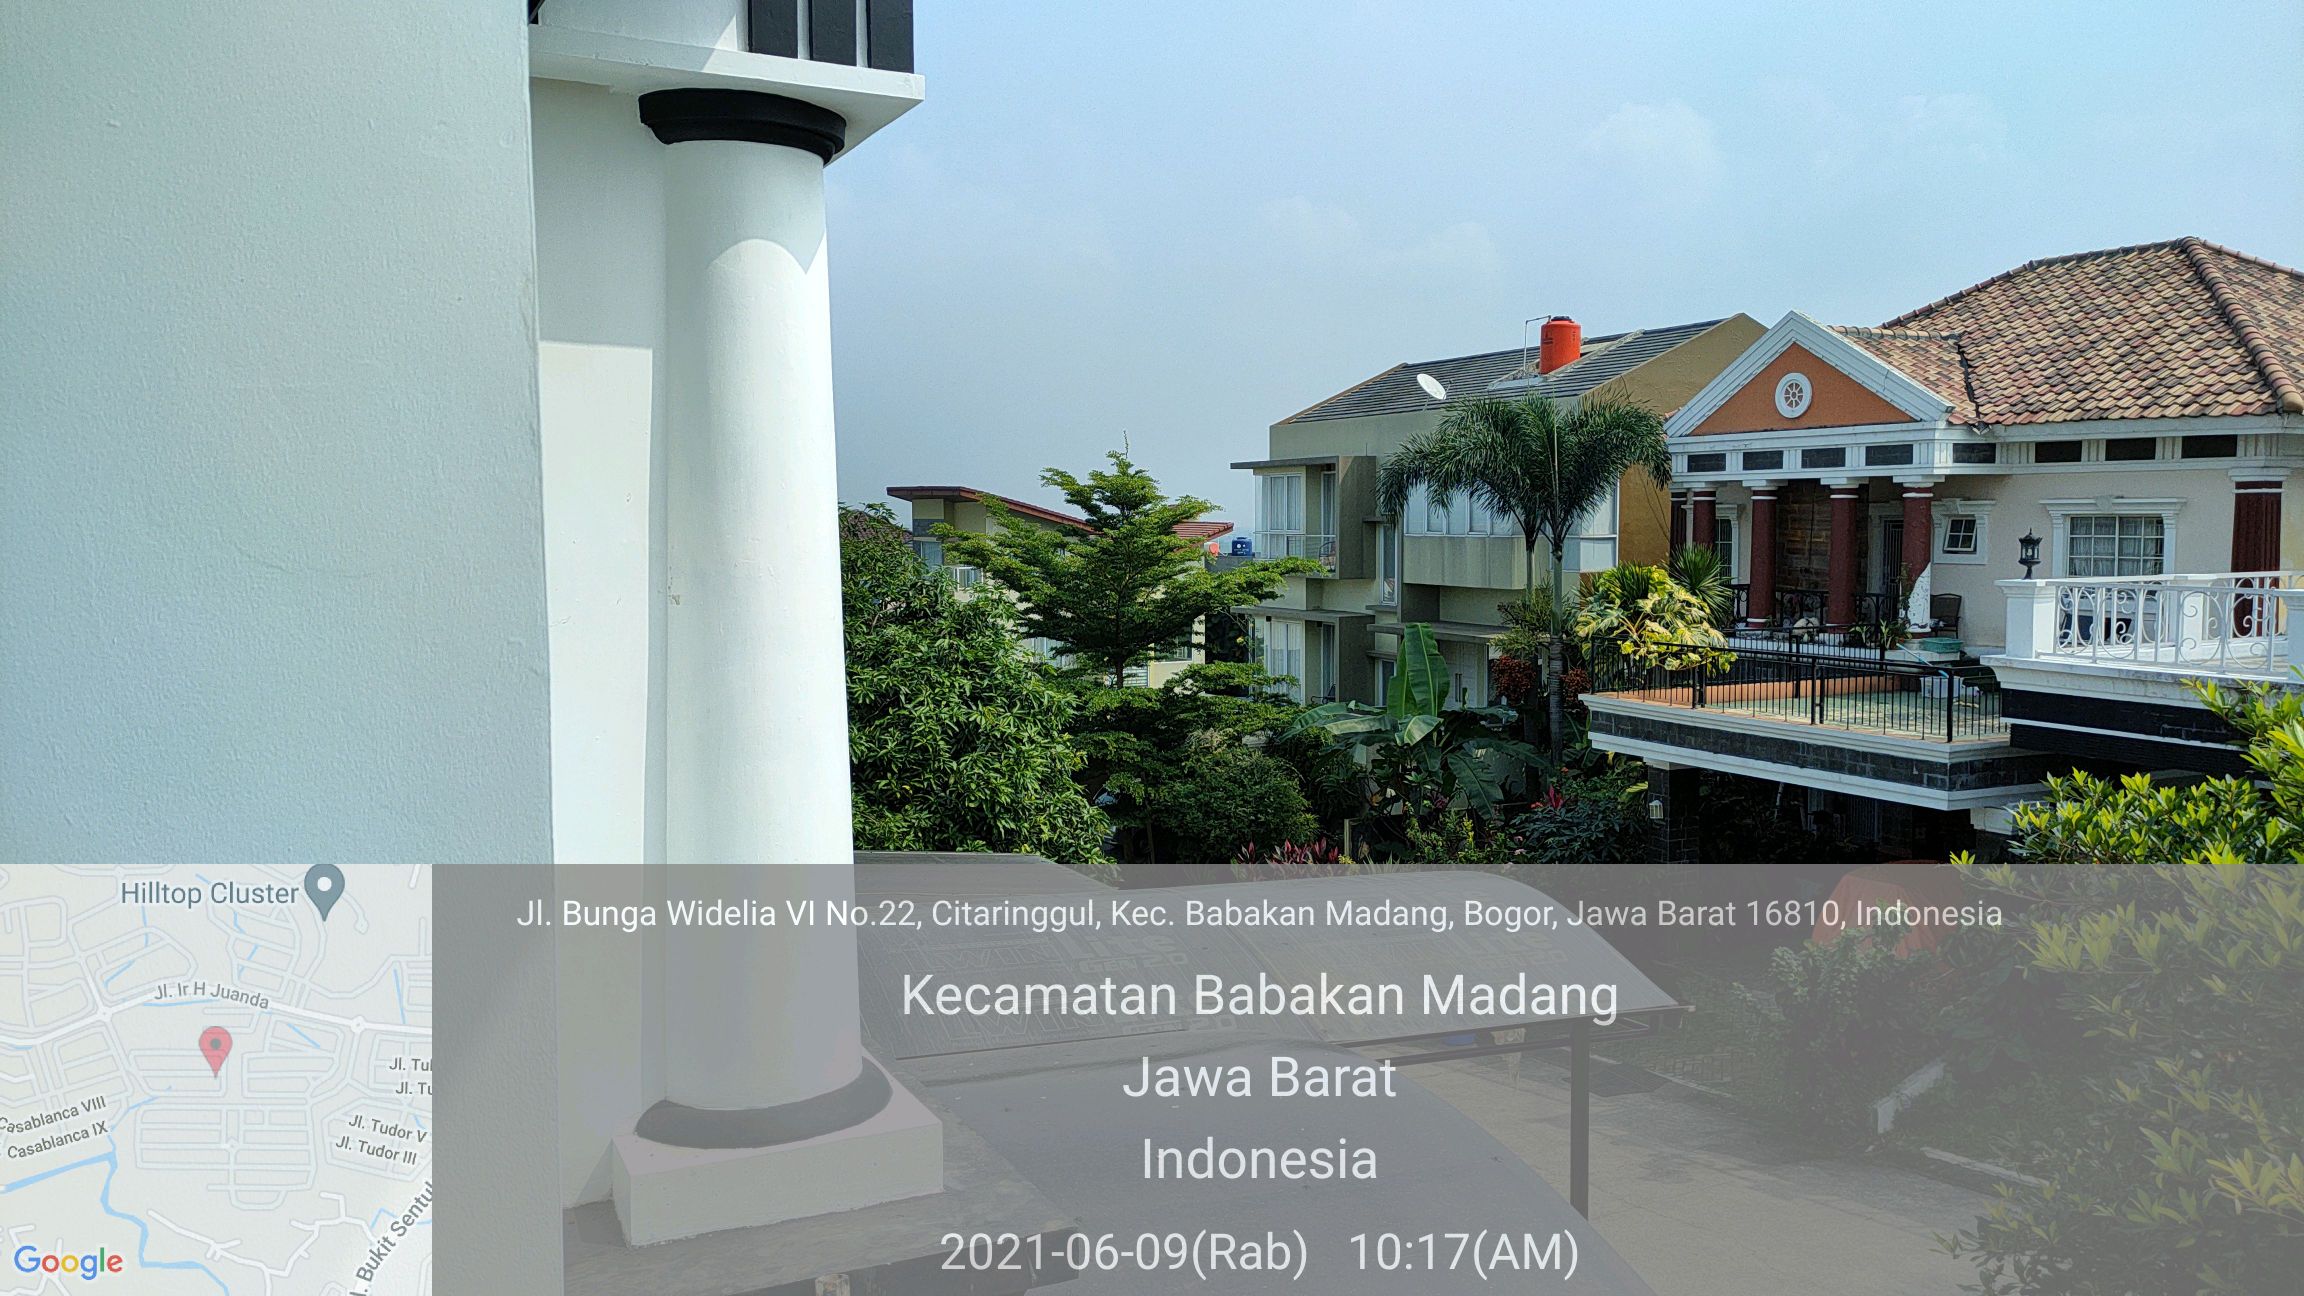 Hilltop Cluster
Jl. Ir H Juanda
Jl. Tul
Jl. Tu
Casablanca VIII
Casablanca IX
Jl. Tudor V
Jl. Tudor III
Bukit Sentul
Google
Jl. Bunga Widelia VI No.22, Citaringgul, Kec. Babakan Madang, Bogor, Jawa Barat 16810, Indonesia
Kecamatan Babakan Madang
Jawa Barat
Indonesia
2021-06-09(Rab) 10:17(AM)